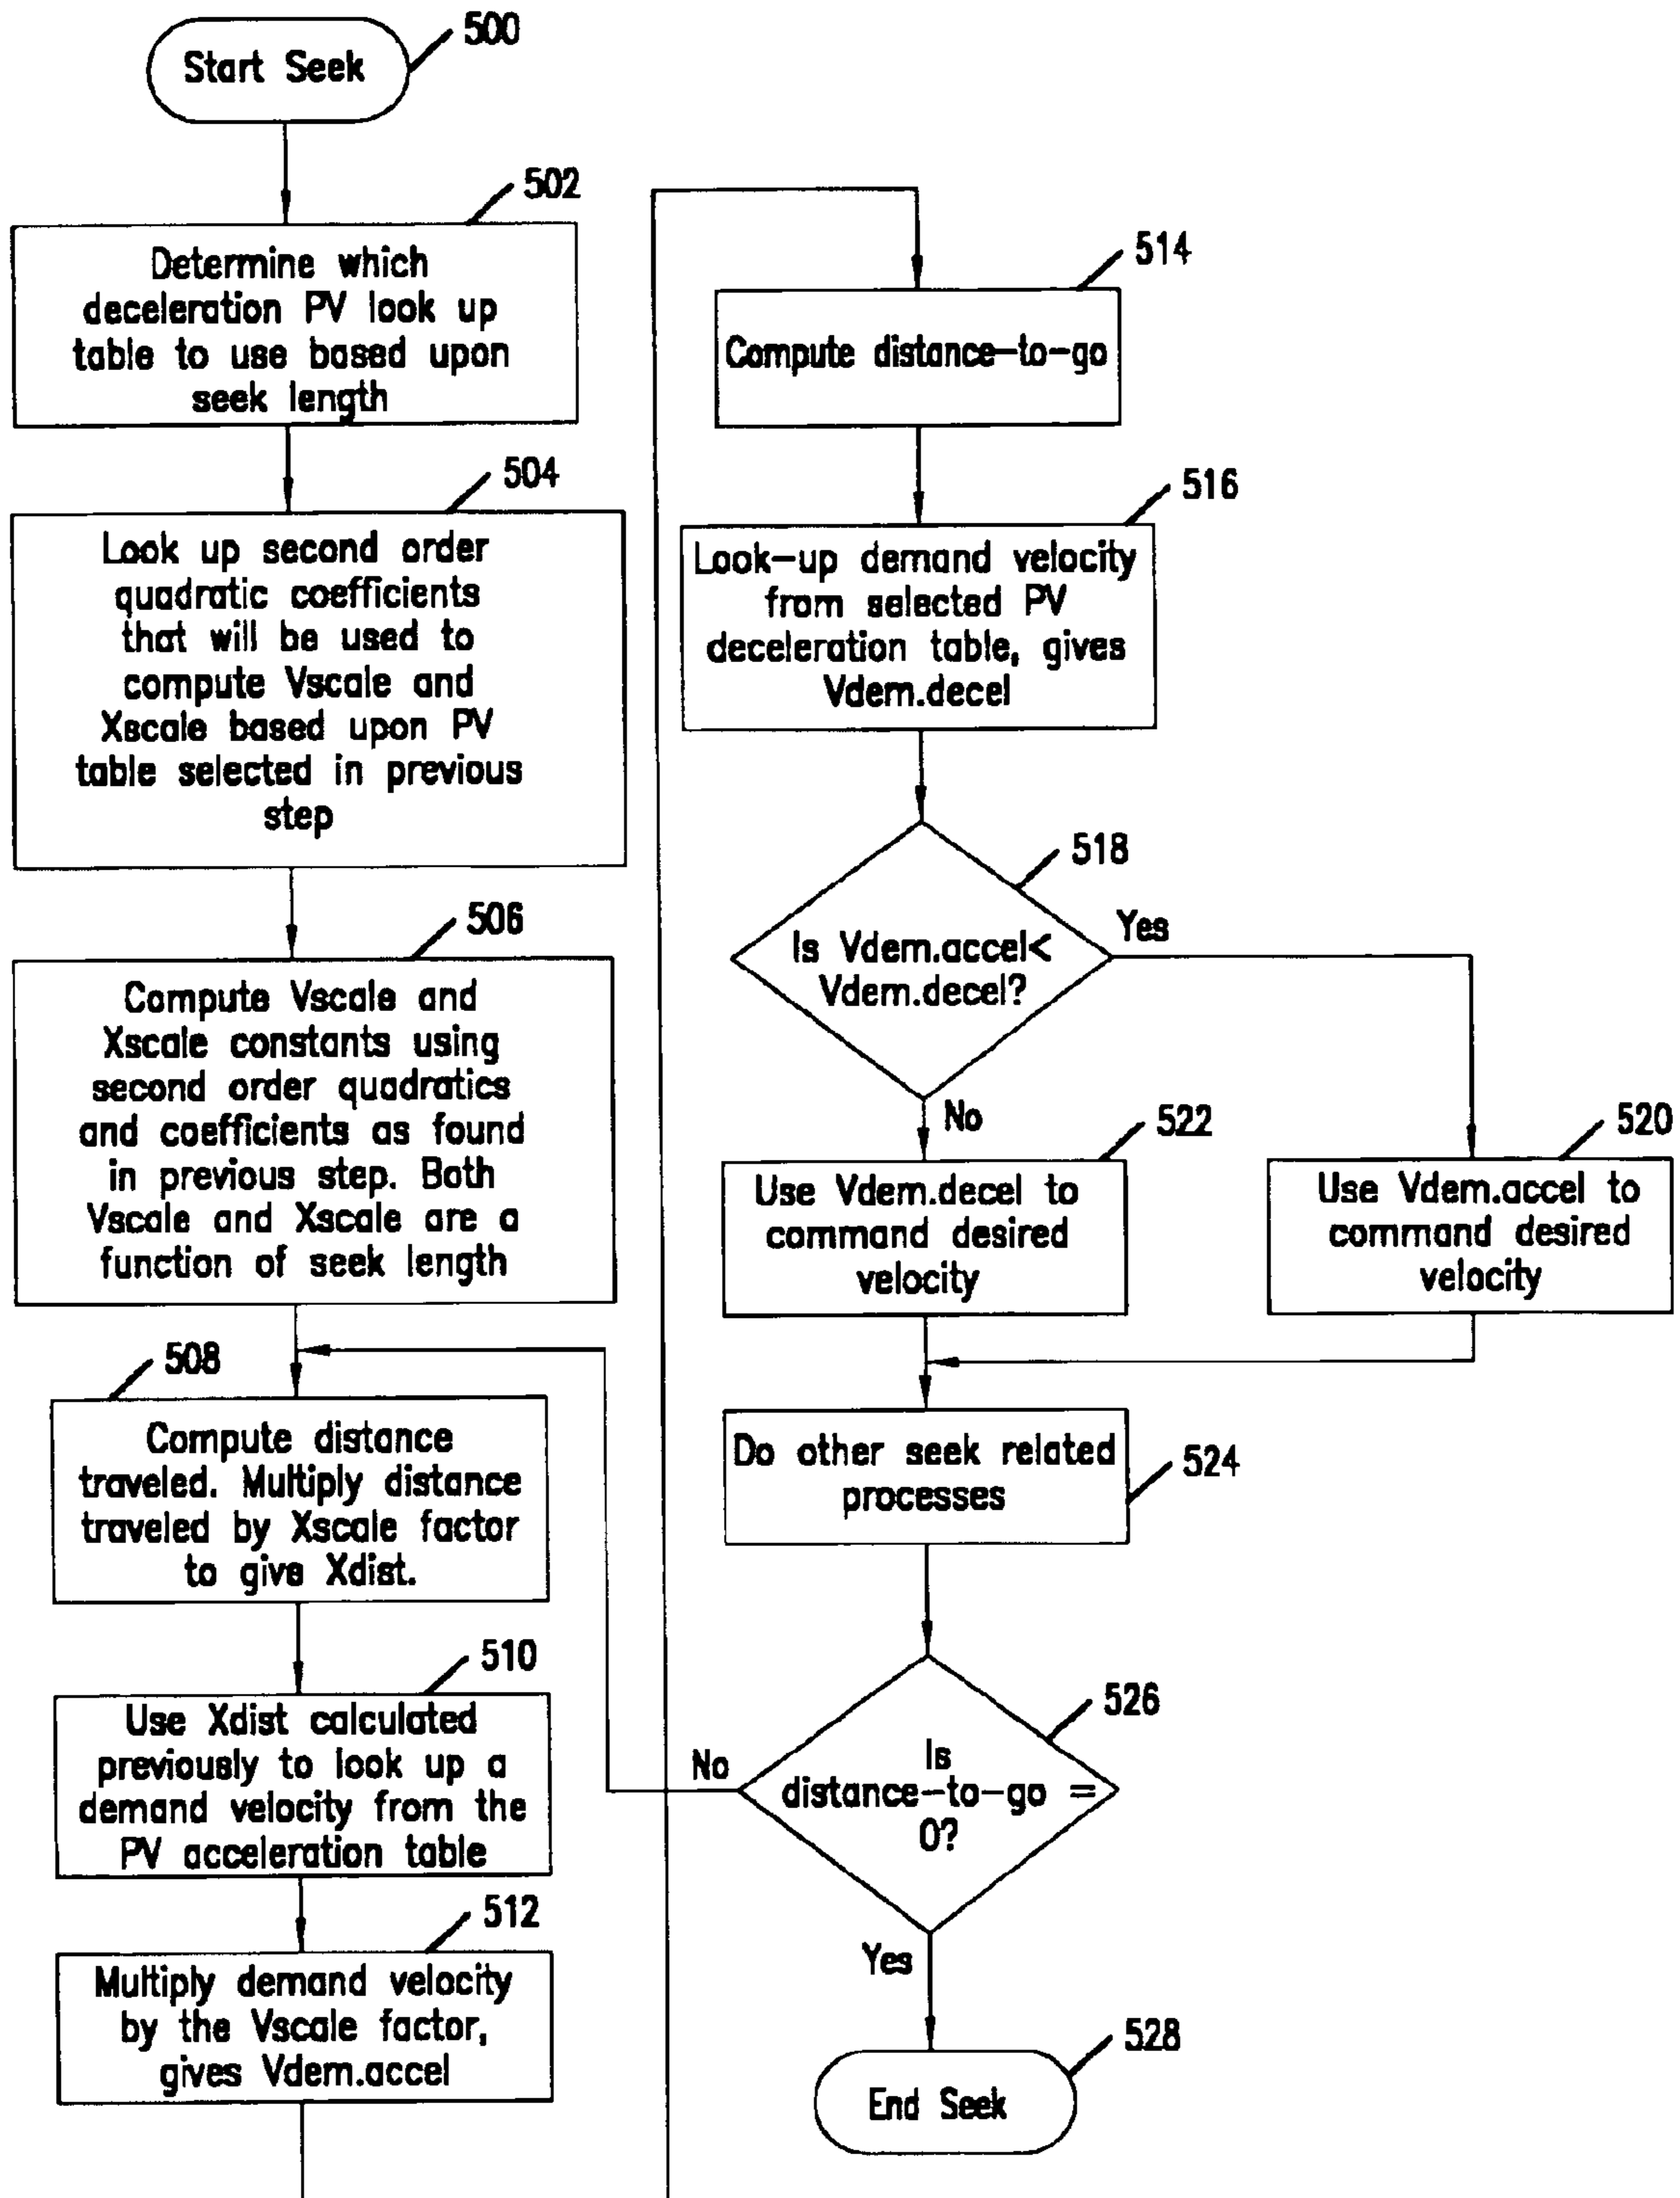 500
Start Seek
502
Determine which
deceleration PV look up
table to use based upon
seek length
504
Look up second order
quadratic coefficients
that will be used to
compute Vscale and
Xscale based upon PV
table selected in previous
step
506
Compute Vscale and
Xscale constants using
second order quadratics
and coefficients as found
in previous step. Both
Vscale and Xscale are a
function of seek length
508
Compute distance
traveled. Multiply distance
traveled by Xscale factor
to give Xdist.
510
Use Xdist calculated
previously to look up a
demand velocity from the
PV acceleration table
512
Multiply demand velocity
by the Vscale factor,
gives Vdem.accel
514
Compute distance-to-go
516
Look-up demand velocity
from selected PV
deceleration table, gives
Vdem.decel
518
Is Vdem.accel<
Vdem.decel?
Yes
No
522
Use Vdem.decel to
command desired
velocity
520
Use Vdem.accel to
command desired
velocity
Do other seek related
processes
524
526
Is
distance-to-go =
0?
No
Yes
528
End Seek